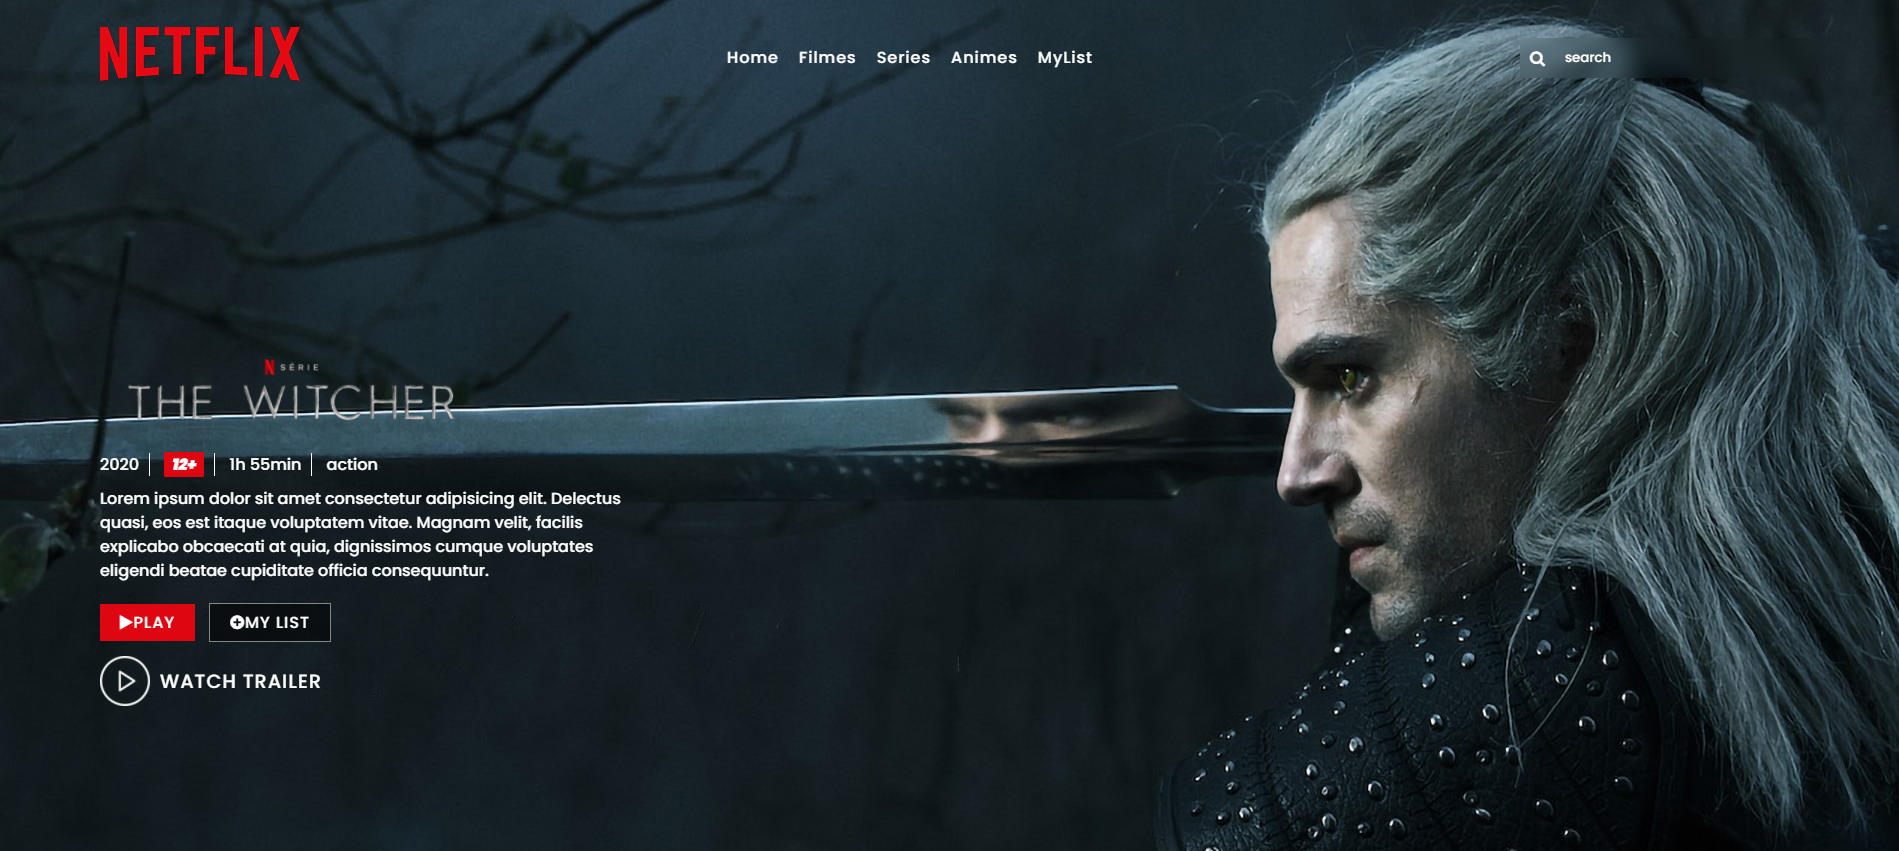 NETFLIX
Home Filmes Series Animes MyList
search
N SÉRIE
THE WITCHER
2020 12+ 1h 55min action
Lorem ipsum dolor sit amet consectetur adipisicing elit. Delectus
quasi, eos est itaque voluptatem vitae. Magnam velit, facilis
explicabo obcaecati at quia, dignissimos cumque voluptates
eligendi beatae cupiditate officia consequuntur.
PLAY MY LIST
WATCH TRAILER